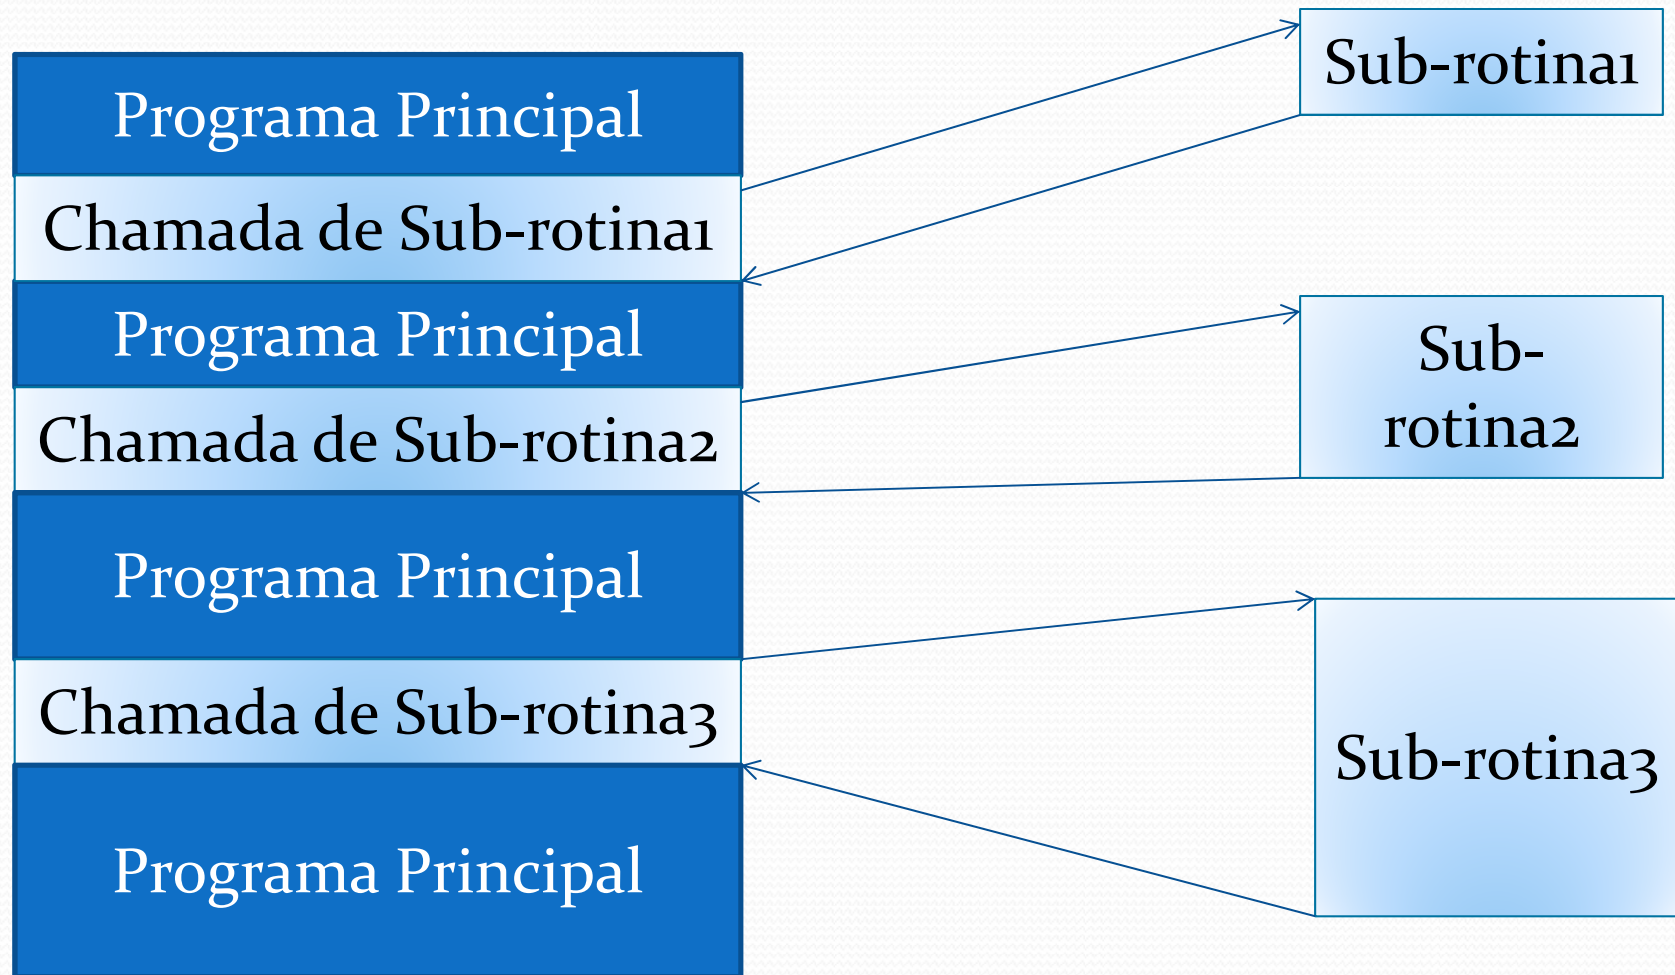 Programa Principal
Chamada de Sub-rotina1
Programa Principal
Chamada de Sub-rotina2
Programa Principal
Chamada de Sub-rotina3
Programa Principal
Sub-rotina1
Sub-
rotina2
Sub-rotina3